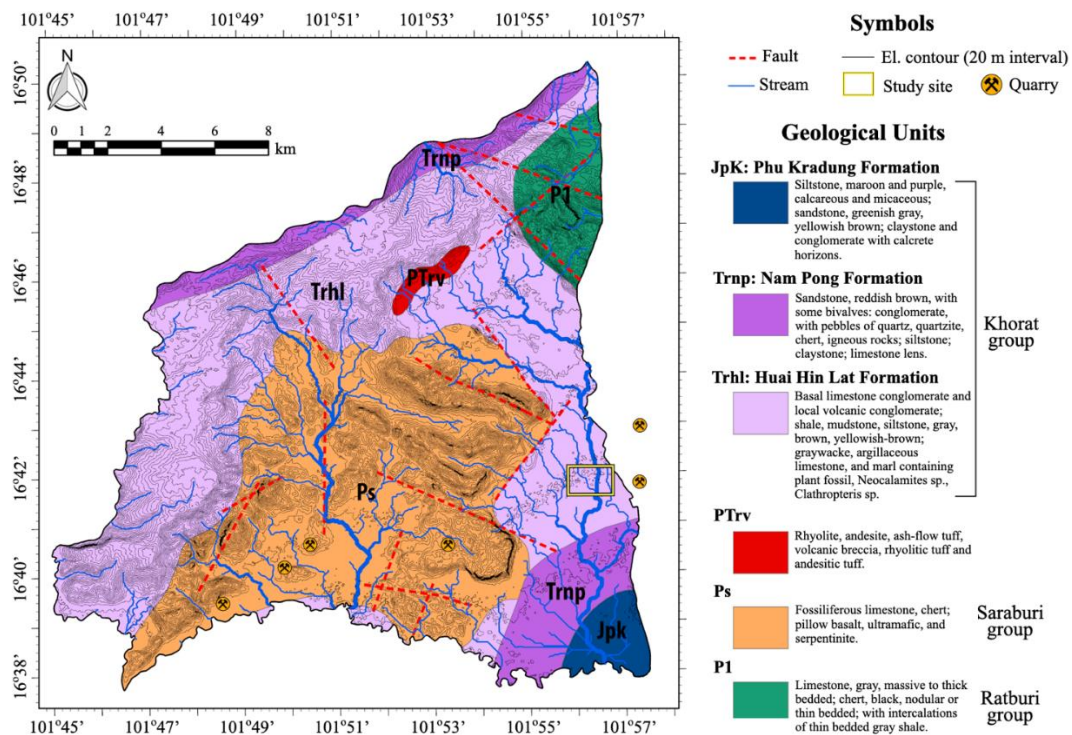 101°45' 101°47' 101°49' 101°51' 101°53' 101°55' 101°57'
16°50'
16°48'
16°46'
16°44'
16°42'
16°40'
16°38'
N
0 1 2 4 6 8
km
Trnp
P1
PTrv
Trhl
Ps
Trnp
Jpk
101°45' 101°47' 101°49' 101°51' 101°53' 101°55' 101°57'
Symbols
Fault
El. contour (20 m interval)
Stream
Study site
Quarry
Geological Units
JpK: Phu Kradung Formation
Siltstone, maroon and purple,
calcareous and micaceous;
sandstone, greenish gray,
yellowish brown; claystone and
conglomerate with calcrete
horizons.
Trnp: Nam Pong Formation
Sandstone, reddish brown, with
some bivalves: conglomerate,
with pebbles of quartz, quartzite,
chert, igneous rocks; siltstone;
claystone; limestone lens.
Khorat
group
Trhl: Huai Hin Lat Formation
Basal limestone conglomerate and
local volcanic conglomerate;
shale, mudstone, siltstone, gray,
brown, yellowish-brown;
graywacke, argillaceous
limestone, and marl containing
plant fossil, Neocalamites sp.,
Clathropteris sp.
PTrv
Rhyolite, andesite, ash-flow tuff,
volcanic breccia, rhyolitic tuff and
andesitic tuff.
Ps
Fossiliferous limestone, chert;
pillow basalt, ultramafic, and
serpentinite.
Saraburi
group
P1
Limestone, gray, massive to thick
bedded; chert, black, nodular or
thin bedded; with intercalations
of thin bedded gray shale.
Ratburi
group